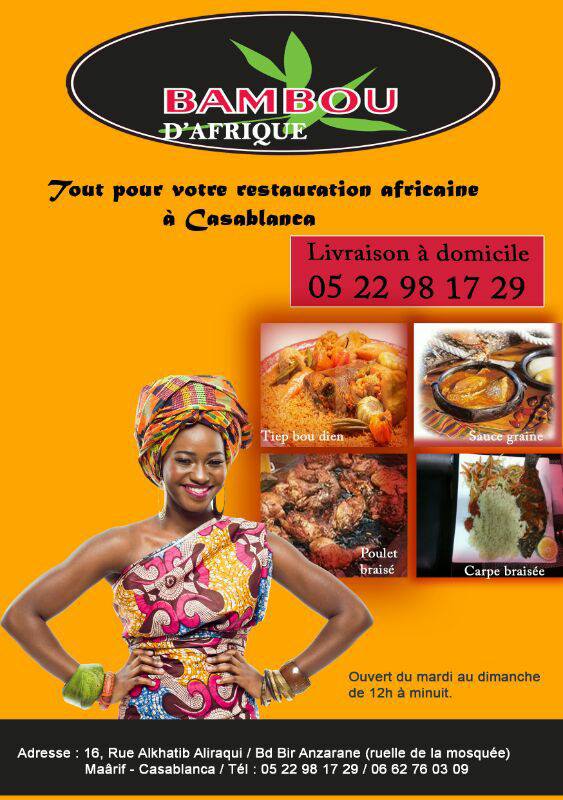 BAMBOU
D'AFRIQUE
Tout pour votre restauration africaine
à Casablanca
Livraison à domicile
05 22 98 17 29
Tiep bou dien
Sauce graine
Poulet
braisé
Carpe braisée
Ouvert du mardi au dimanche
de 12h à minuit.
Adresse : 16, Rue Alkhatib Aliraqui / Bd Bir Anzarane (ruelle de la mosquée)
Maârif - Casablanca / Tél : 05 22 98 17 29 / 06 62 76 03 09